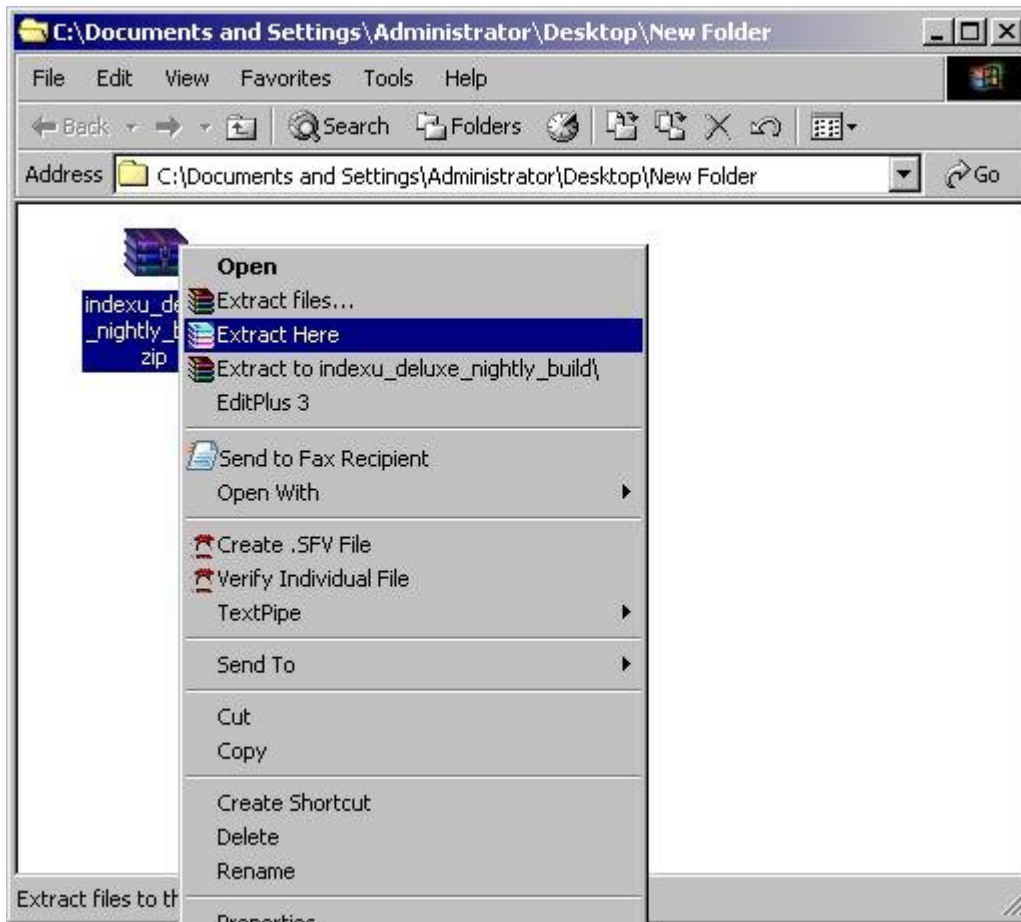 C:\Documents and Settings\Administrator\Desktop\New Folder
File Edit View Favorites Tools Help
Back Search Folders
Address C:\Documents and Settings\Administrator\Desktop\New Folder Go
indexu_de
_nightly_b
zip
Open
Extract files...
Extract Here
Extract to indexu_deluxe_nightly_build\
EditPlus 3
Send to Fax Recipient
Open With
Create .SFV File
Verify Individual File
TextPipe
Send To
Cut
Copy
Create Shortcut
Delete
Rename
Properties
Extract files to th